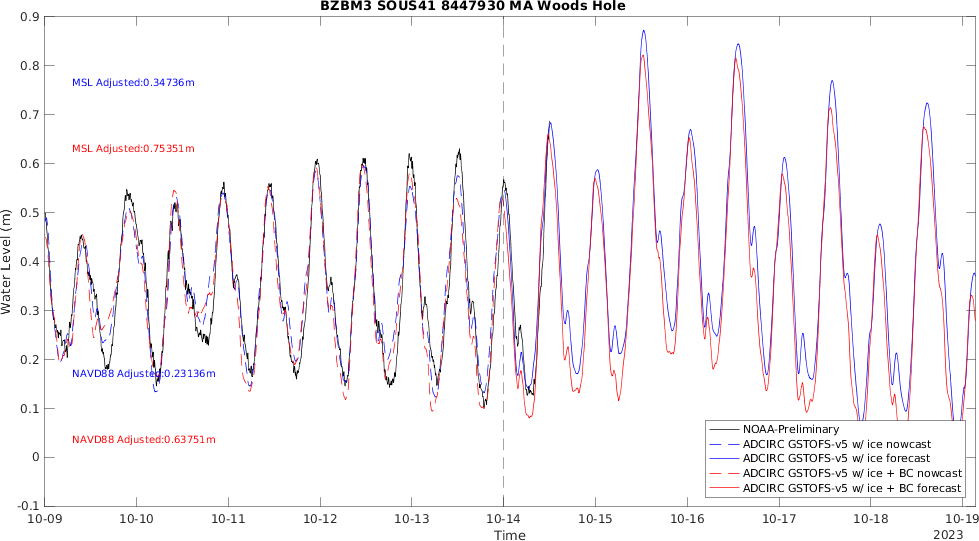 BZBM3 SOUS41 8447930 MA Woods Hole
0.9
0.8
0.7
0.6
0.5
0.4
0.3
0.2
0.1
0
-0.1
Water Level (m)
MSL Adjusted:0.34736m
MSL Adjusted:0.75351m
NAVD88 Adjusted:0.23136m
NAVD88 Adjusted:0.63751m
NOAA-Preliminary
ADCIRC GSTOFS-v5 w/ ice nowcast
ADCIRC GSTOFS-v5 w/ ice forecast
ADCIRC GSTOFS-v5 w/ ice + BC nowcast
ADCIRC GSTOFS-v5 w/ ice + BC forecast
10-09 10-10 10-11 10-12 10-13 10-14 10-15 10-16 10-17 10-18 10-19
Time
2023